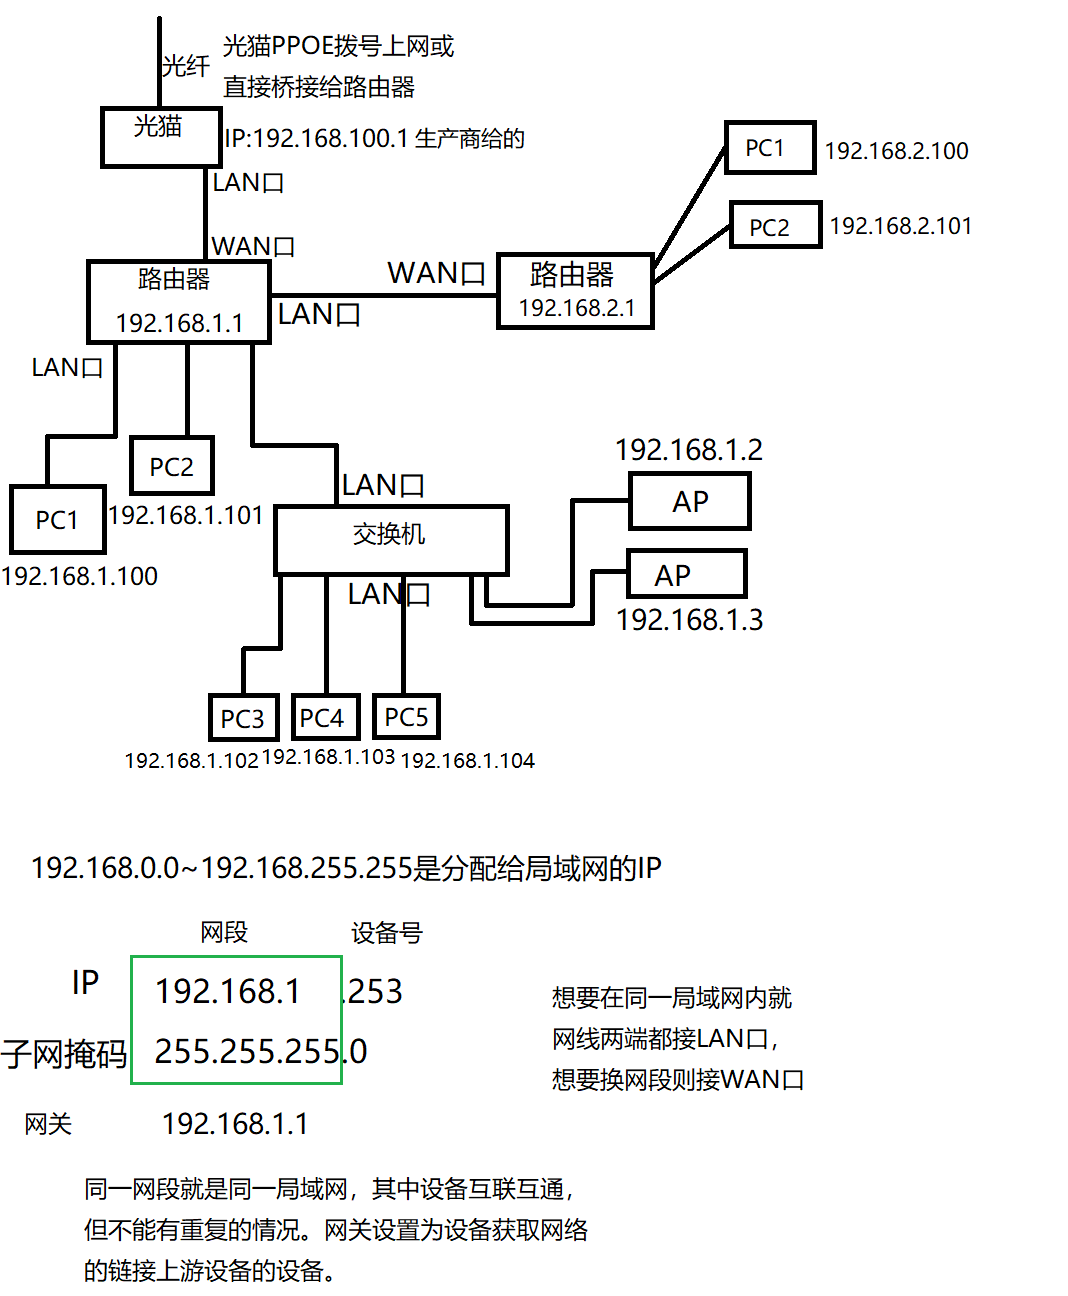 光纤
光猫PPOE拨号上网或
直接桥接给路由器
光猫
IP:192.168.100.1 生产商给的
LAN口
WAN口
路由器
192.168.1.1
LAN口
WAN口
路由器
192.168.2.1
PC1
192.168.2.100
PC2
192.168.2.101
LAN口
PC1
192.168.1.100
PC2
192.168.1.101
LAN口
交换机
LAN口
192.168.1.2
AP
AP
192.168.1.3
PC3
PC4
PC5
192.168.1.102
192.168.1.103
192.168.1.104
192.168.0.0~192.168.255.255是分配给局域网的IP
网段 设备号
IP 192.168.1 .253
子网掩码 255.255.255.0
网关 192.168.1.1
想要在同一局域网内就
网线两端都接LAN口，
想要换网段则接WAN口
同一网段就是同一局域网，其中设备互联互通，
但不能有重复的情况。网关设置为设备获取网络
的链接上游设备的设备。